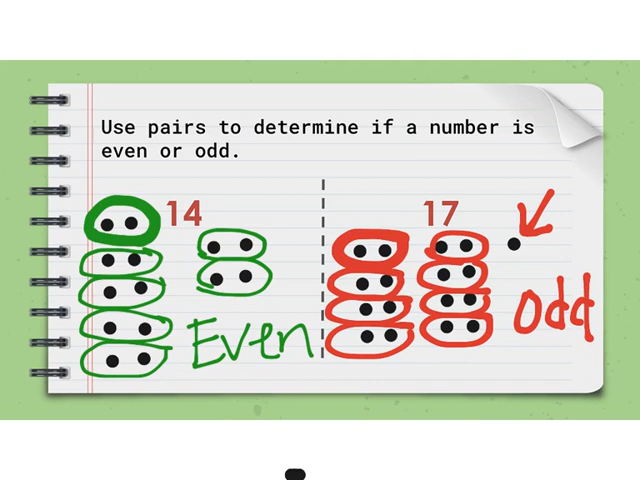 Use pairs to determine if a number is
even or odd.
14
17
Even
Odd